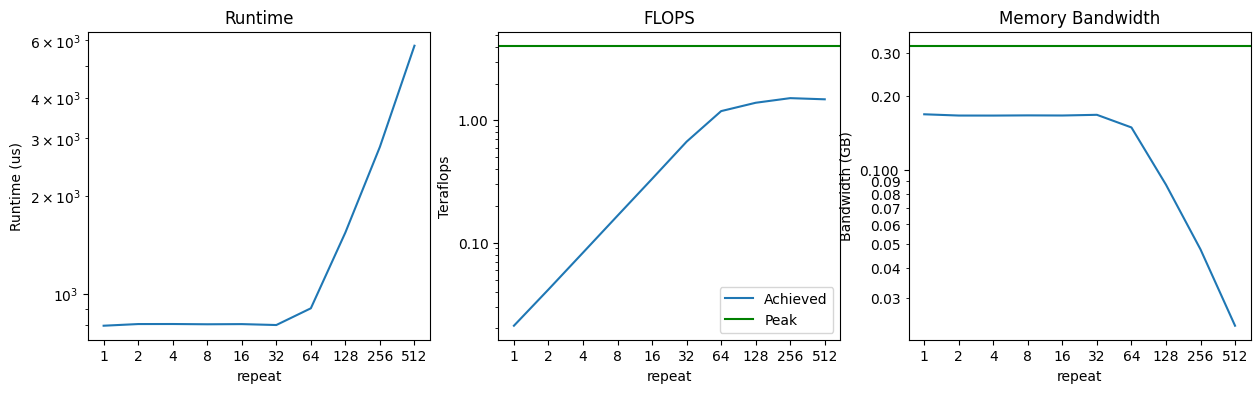 Runtime
Runtime (us)
6 × 10³
4 × 10³
3 × 10³
2 × 10³
10³
1 2 4 8 16 32 64 128 256 512
repeat
FLOPS
Teraflops
1.00
0.10
Achieved
Peak
1 2 4 8 16 32 64 128 256 512
repeat
Memory Bandwidth
Bandwidth (GB)
0.30
0.20
0.100
0.09
0.08
0.07
0.06
0.05
0.04
0.03
1 2 4 8 16 32 64 128 256 512
repeat